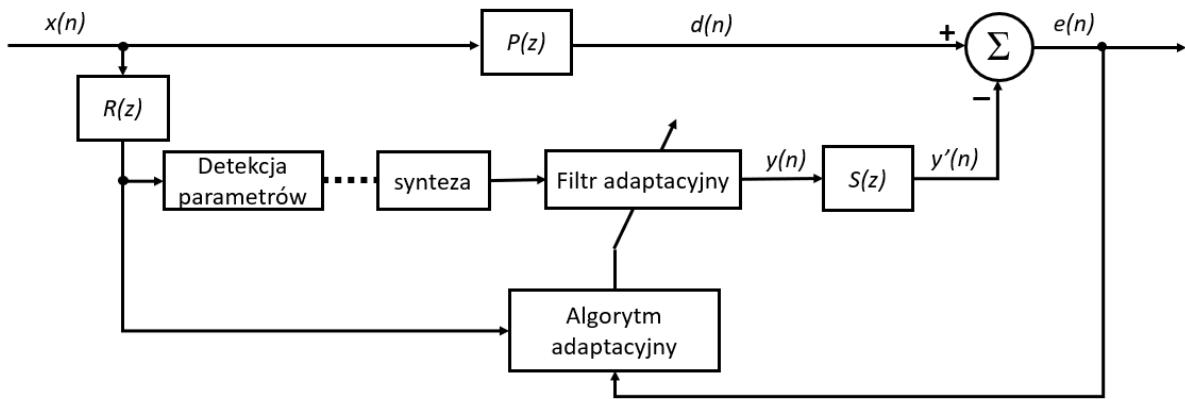 x(n)
P(z)
d(n)
+
Σ
e(n)
R(z)
−
Detekcja
parametrów
synteza
Filtr adaptacyjny
y(n)
S(z)
y’(n)
Algorytm
adaptacyjny